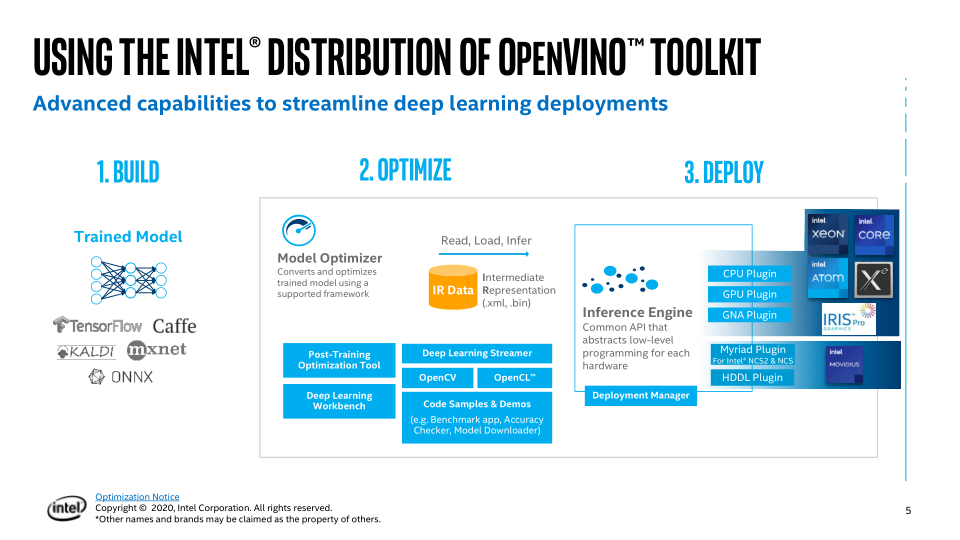 USING THE INTEL® DISTRIBUTION OF OPENVINO™ TOOLKIT
Advanced capabilities to streamline deep learning deployments
1. BUILD
2. OPTIMIZE
3. DEPLOY
Trained Model
TensorFlow
Caffe
KALDI
mxnet
ONNX
Model Optimizer
Converts and optimizes
trained model using a
supported framework
Read, Load, Infer
IR Data
Intermediate
Representation
(.xml, .bin)
Post-Training
Optimization Tool
Deep Learning
Workbench
Deep Learning Streamer
OpenCV
OpenCL™
Code Samples & Demos
(e.g. Benchmark app, Accuracy
Checker, Model Downloader)
Inference Engine
Common API that
abstracts low-level
programming for each
hardware
Deployment Manager
CPU Plugin
GPU Plugin
GNA Plugin
Myriad Plugin
For Intel® NCS2 & NCS
HDDL Plugin
intel.
XEON
intel.
CORE
intel.
ATOM
Xe
IRIS™ Pro
GRAPHICS
intel.
MOVIDIUS
intel
Optimization Notice
Copyright © 2020, Intel Corporation. All rights reserved.
*Other names and brands may be claimed as the property of others.
5